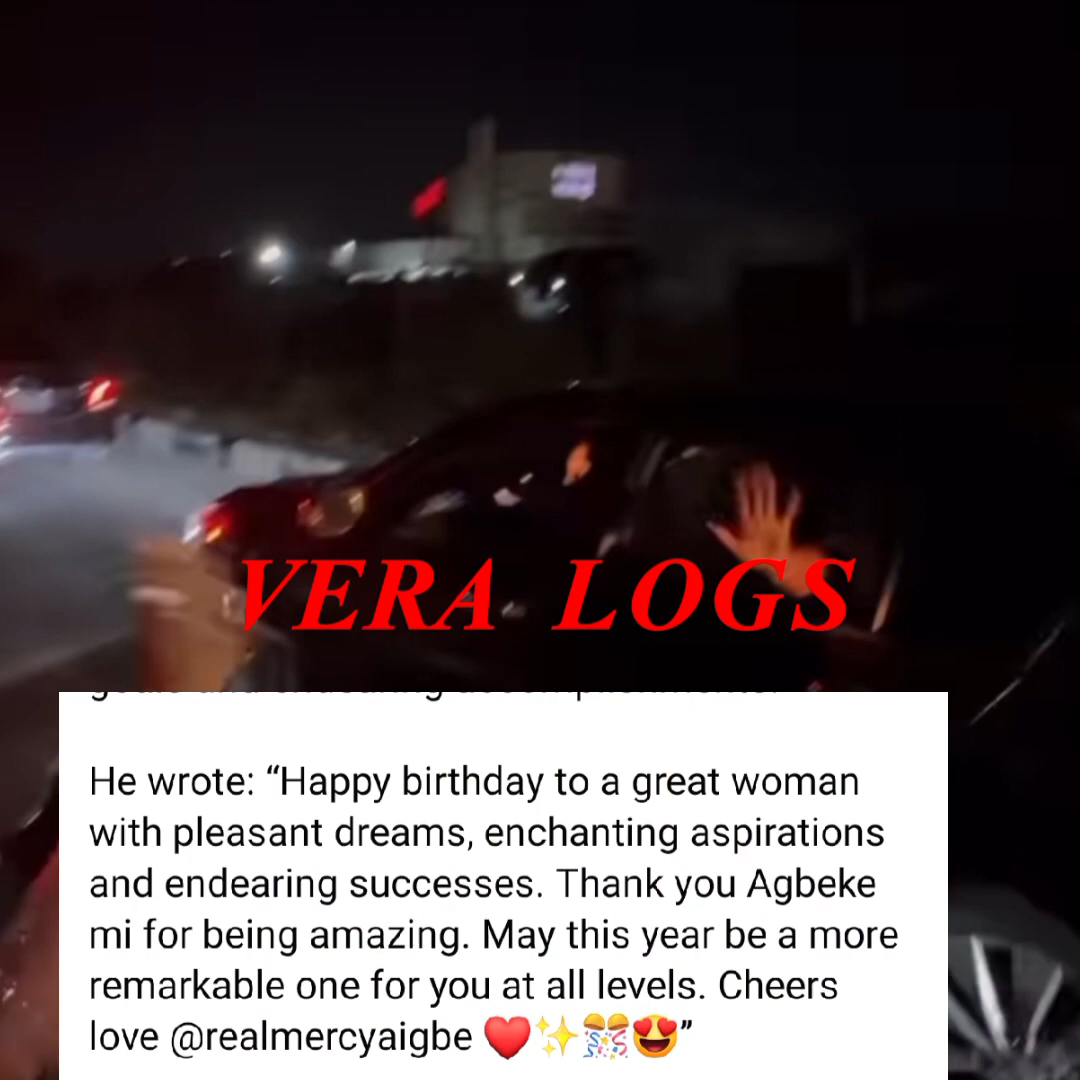 VERA LOGS
He wrote: “Happy birthday to a great woman
with pleasant dreams, enchanting aspirations
and endearing successes. Thank you Agbeke
mi for being amazing. May this year be a more
remarkable one for you at all levels. Cheers
love @realmercyaigbe ❤️✨🎊😍”